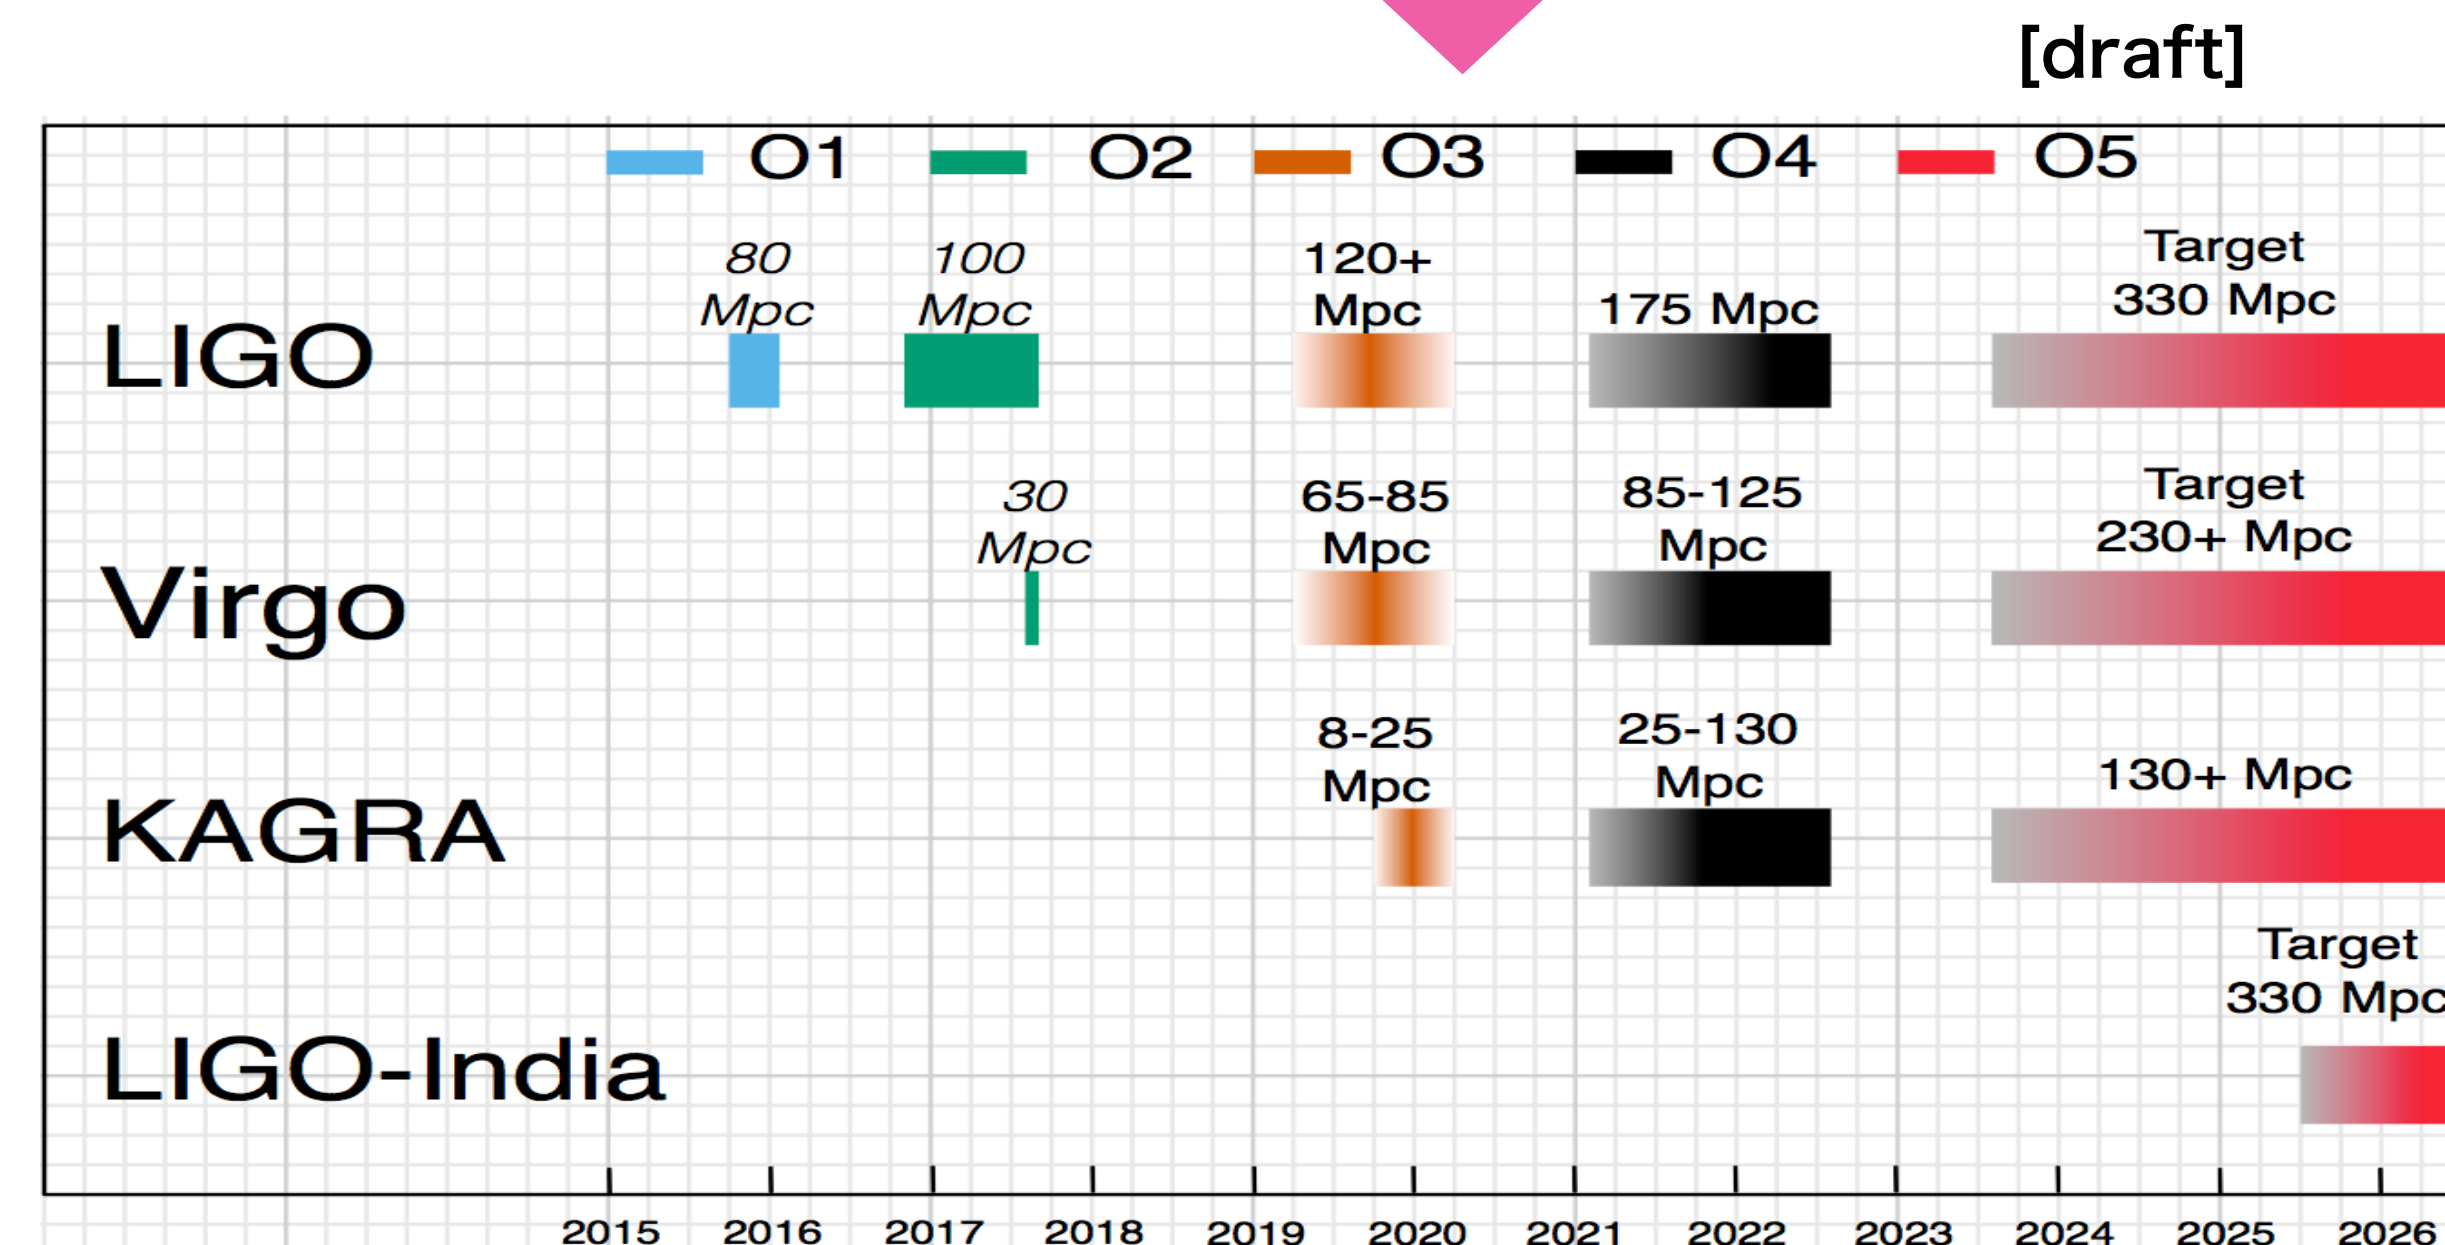 [draft]
O1 O2 O3 O4 O5
80 Mpc
100 Mpc
120+ Mpc
175 Mpc
Target 330 Mpc
LIGO
30 Mpc
65-85 Mpc
85-125 Mpc
Target 230+ Mpc
Virgo
8-25 Mpc
25-130 Mpc
130+ Mpc
KAGRA
Target
330 Mpc
LIGO-India
2015 2016 2017 2018 2019 2020 2021 2022 2023 2024 2025 2026